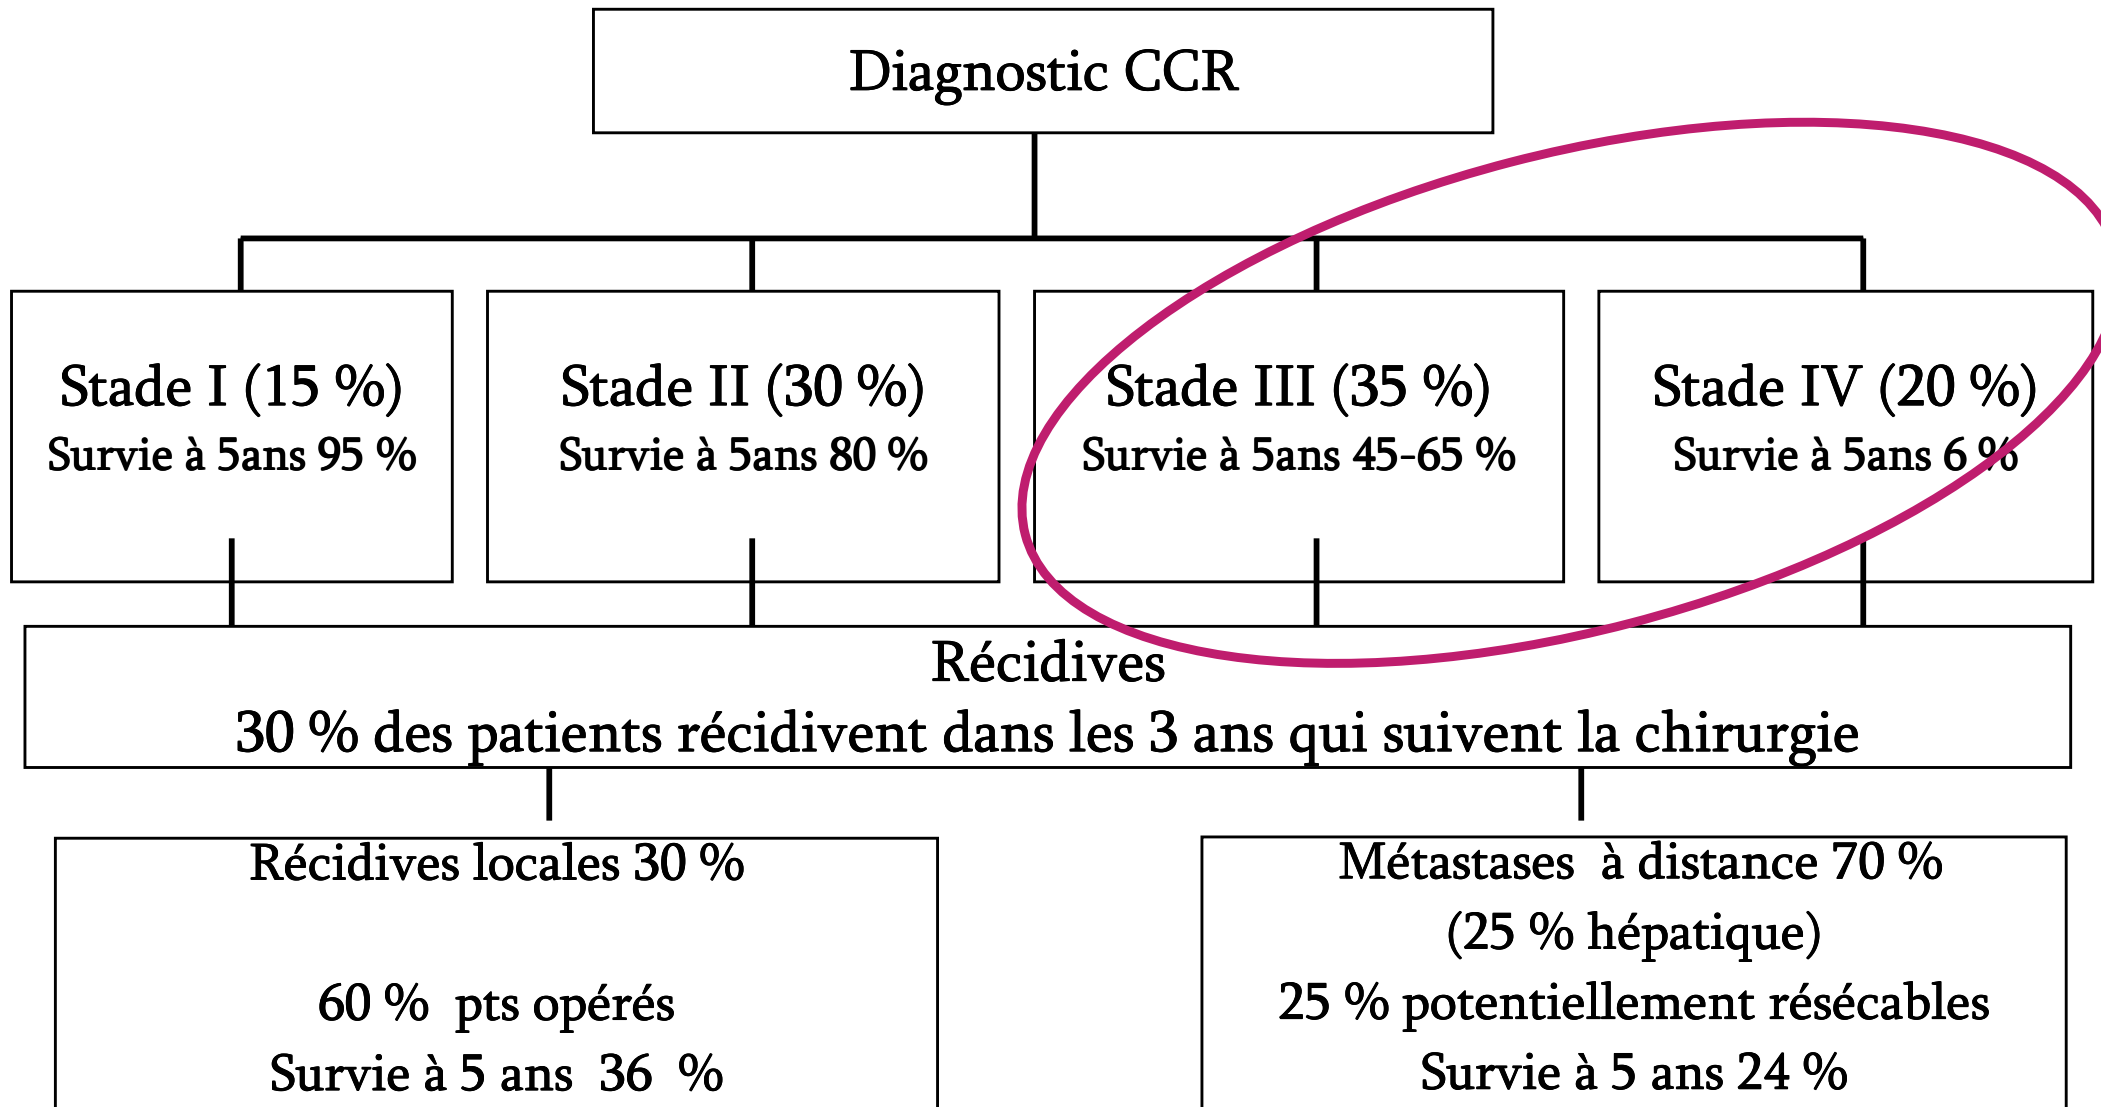 Diagnostic CCR
Stade I (15 %)
Survie à 5ans 95 %
Stade II (30 %)
Survie à 5ans 80 %
Stade III (35 %)
Survie à 5ans 45-65 %
Stade IV (20 %)
Survie à 5ans 6 %
Récidives
30 % des patients récidivent dans les 3 ans qui suivent la chirurgie
Récidives locales 30 %
60 % pts opérés
Survie à 5 ans 36 %
Métastases à distance 70 %
(25 % hépatique)
25 % potentiellement résécables
Survie à 5 ans 24 %